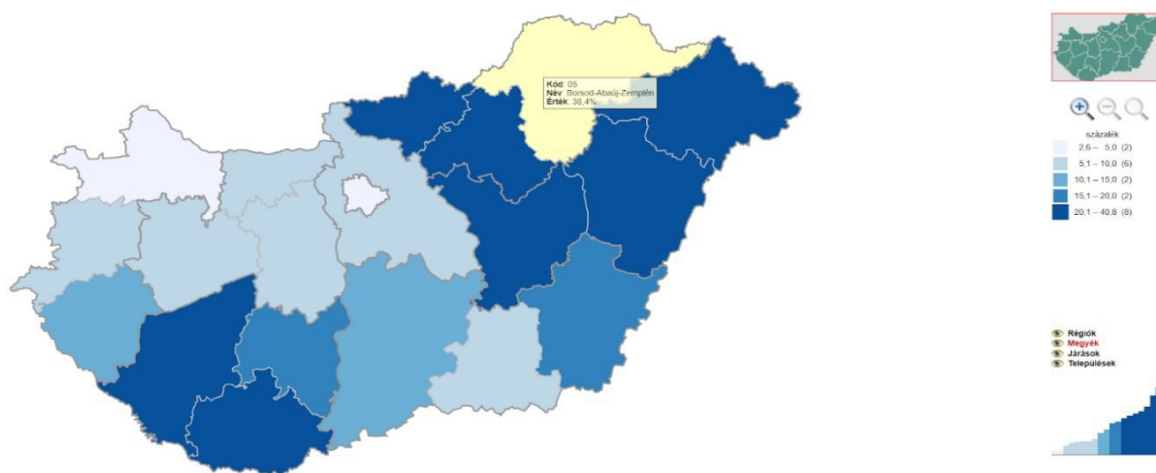 Kód: 05
Név: Borsod-Abaúj-Zemplén
Érték: 38,4%
százalék
2,6 – 5,0 (2)
5,1 – 10,0 (6)
10,1 – 15,0 (2)
15,1 – 20,0 (2)
20,1 – 40,8 (8)
Régiók
Megyék
Járások
Települések